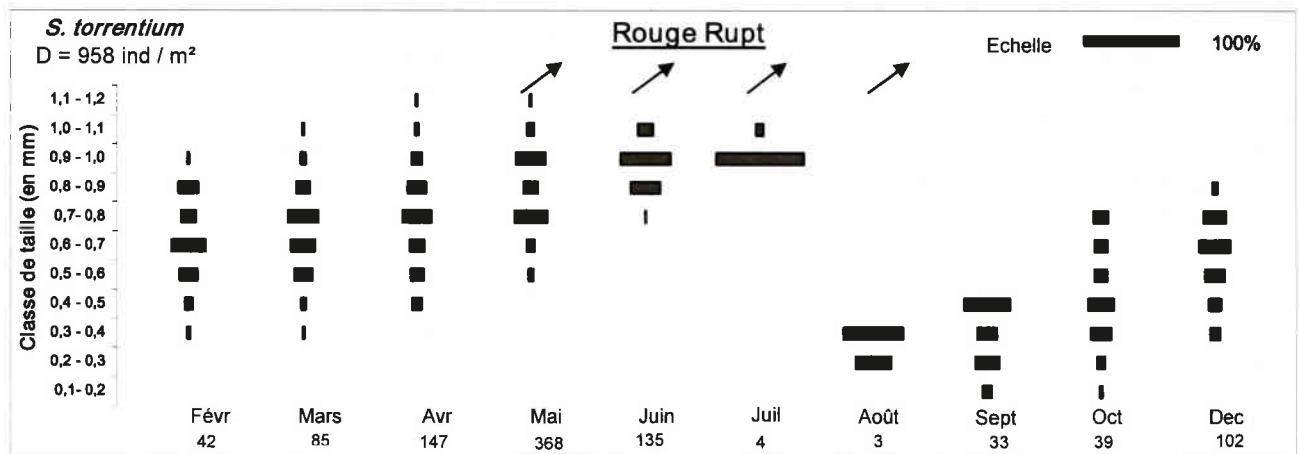 S. torrentium
D = 958 ind / m²
Rouge Rupt
Echelle 100%
Classe de taille (en mm)
1,1 - 1,2
1,0 - 1,1
0,9 - 1,0
0,8 - 0,9
0,7 - 0,8
0,6 - 0,7
0,5 - 0,6
0,4 - 0,5
0,3 - 0,4
0,2 - 0,3
0,1 - 0,2
Févr Mars Avr Mai Juin Juil Août Sept Oct Dec
42 85 147 368 135 4 3 33 39 102